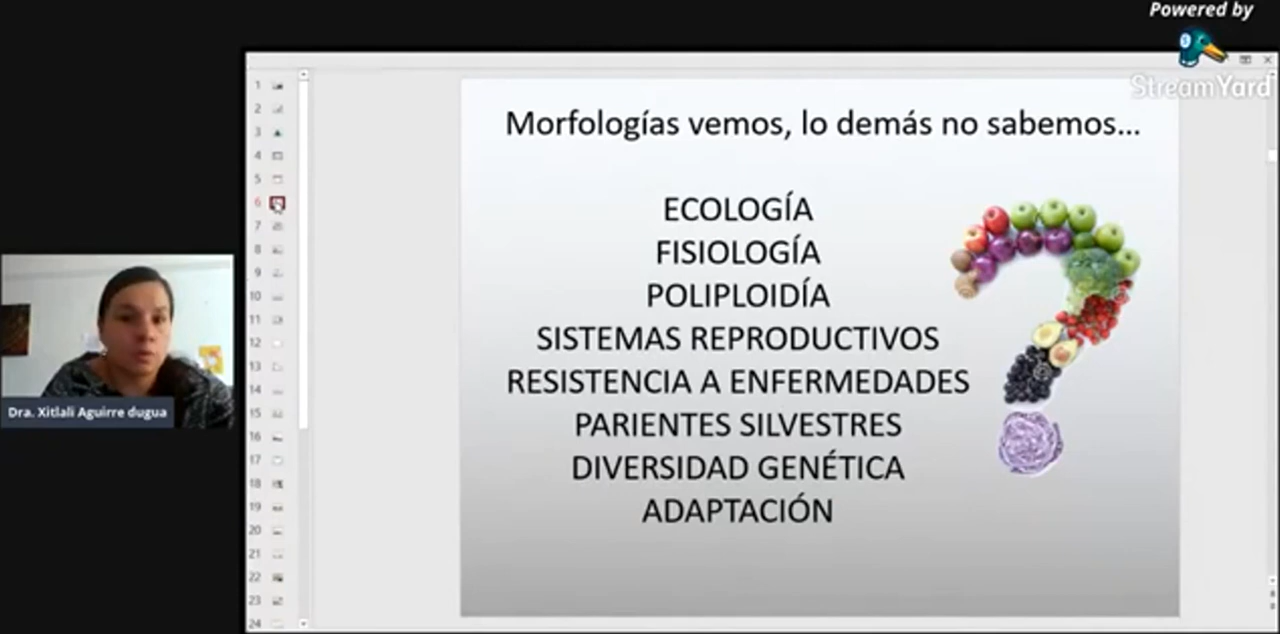 Powered by
StreamYard
1
2
3
4
5
6
7
8
9
10
11
12
13
14
15
16
17
18
19
20
21
22
23
24
Morfologías vemos, lo demás no sabemos...
ECOLOGÍA
FISIOLOGÍA
POLIPLOIDÍA
SISTEMAS REPRODUCTIVOS
RESISTENCIA A ENFERMEDADES
PARIENTES SILVESTRES
DIVERSIDAD GENÉTICA
ADAPTACIÓN
Dra. Xitlali Aguirre dugua